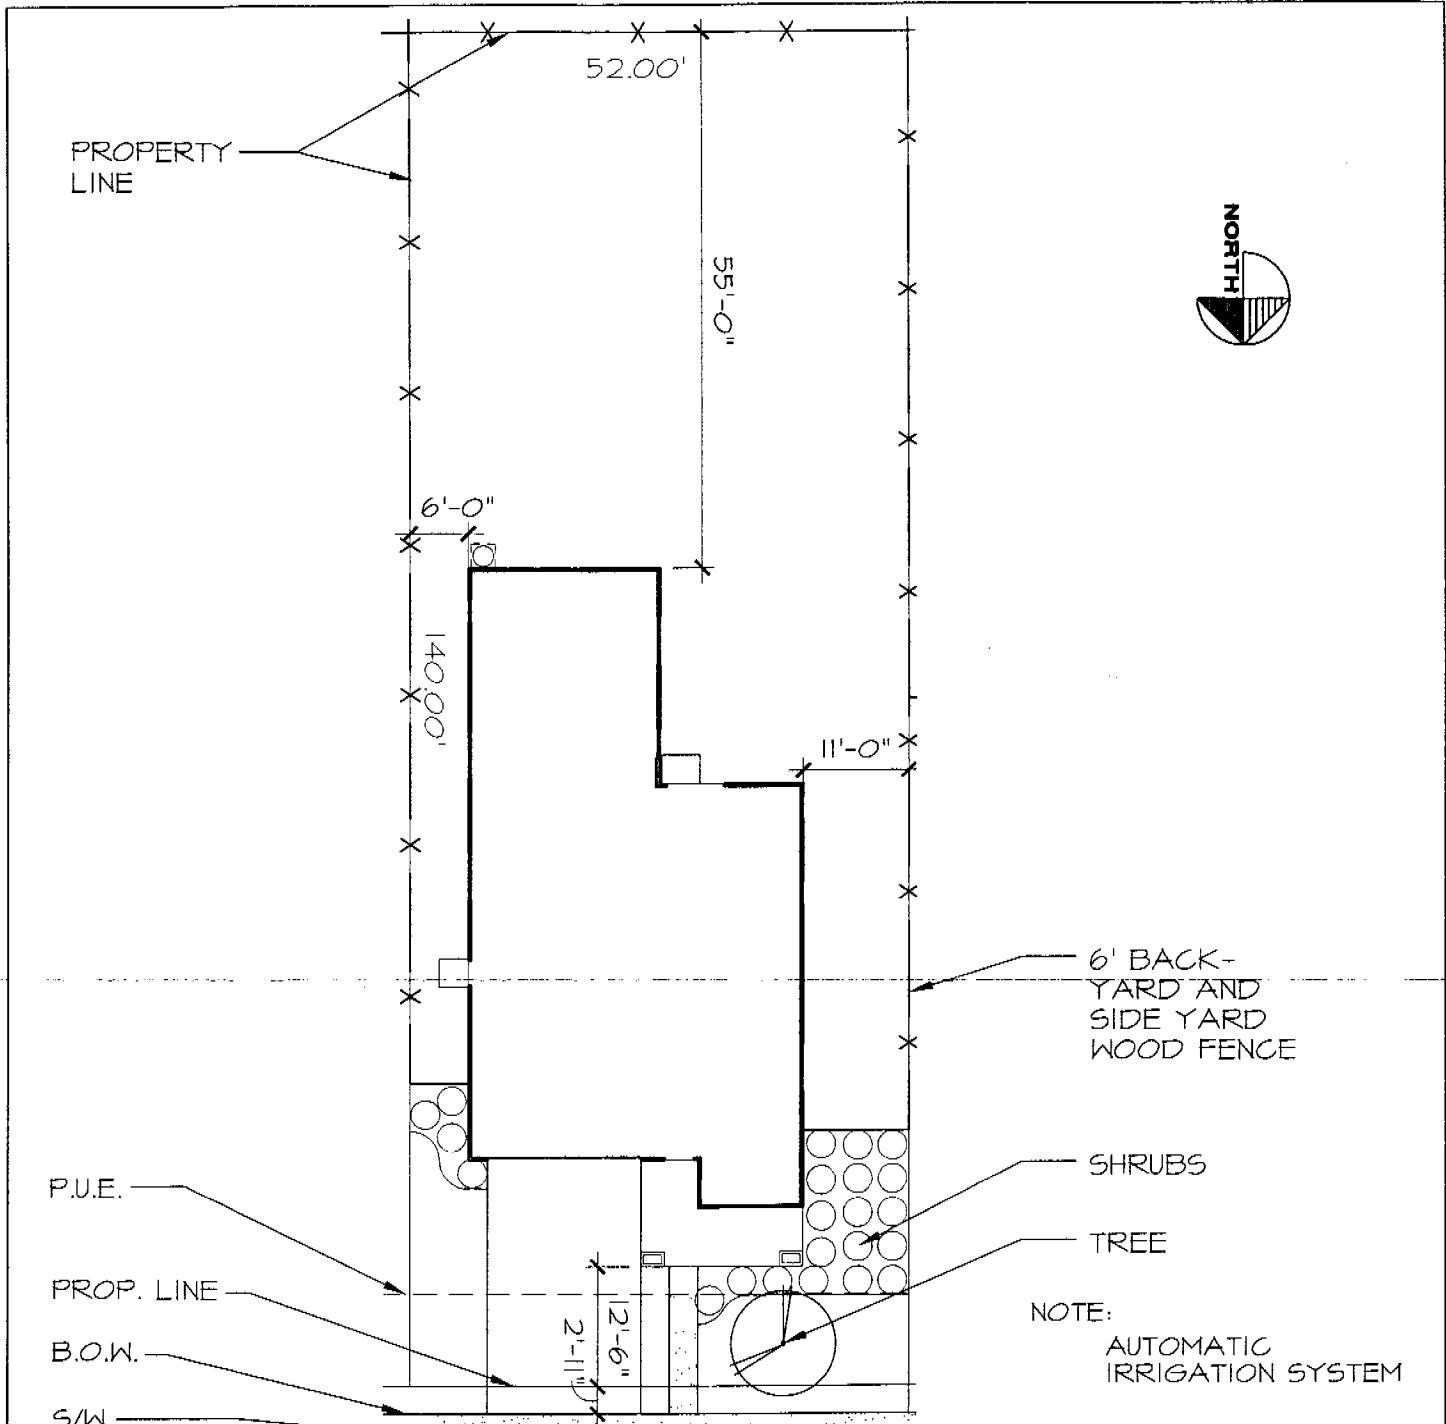 52.00'
PROPERTY
LINE
NORTH
55'-0"
6'-0"
140.00'
11'-0"
6' BACK-
YARD AND
SIDE YARD
WOOD FENCE
SHRUBS
P.U.E.
TREE
PROP. LINE
12'-6"
2'-11"
NOTE:
AUTOMATIC
IRRIGATION SYSTEM
B.O.W.
S/W